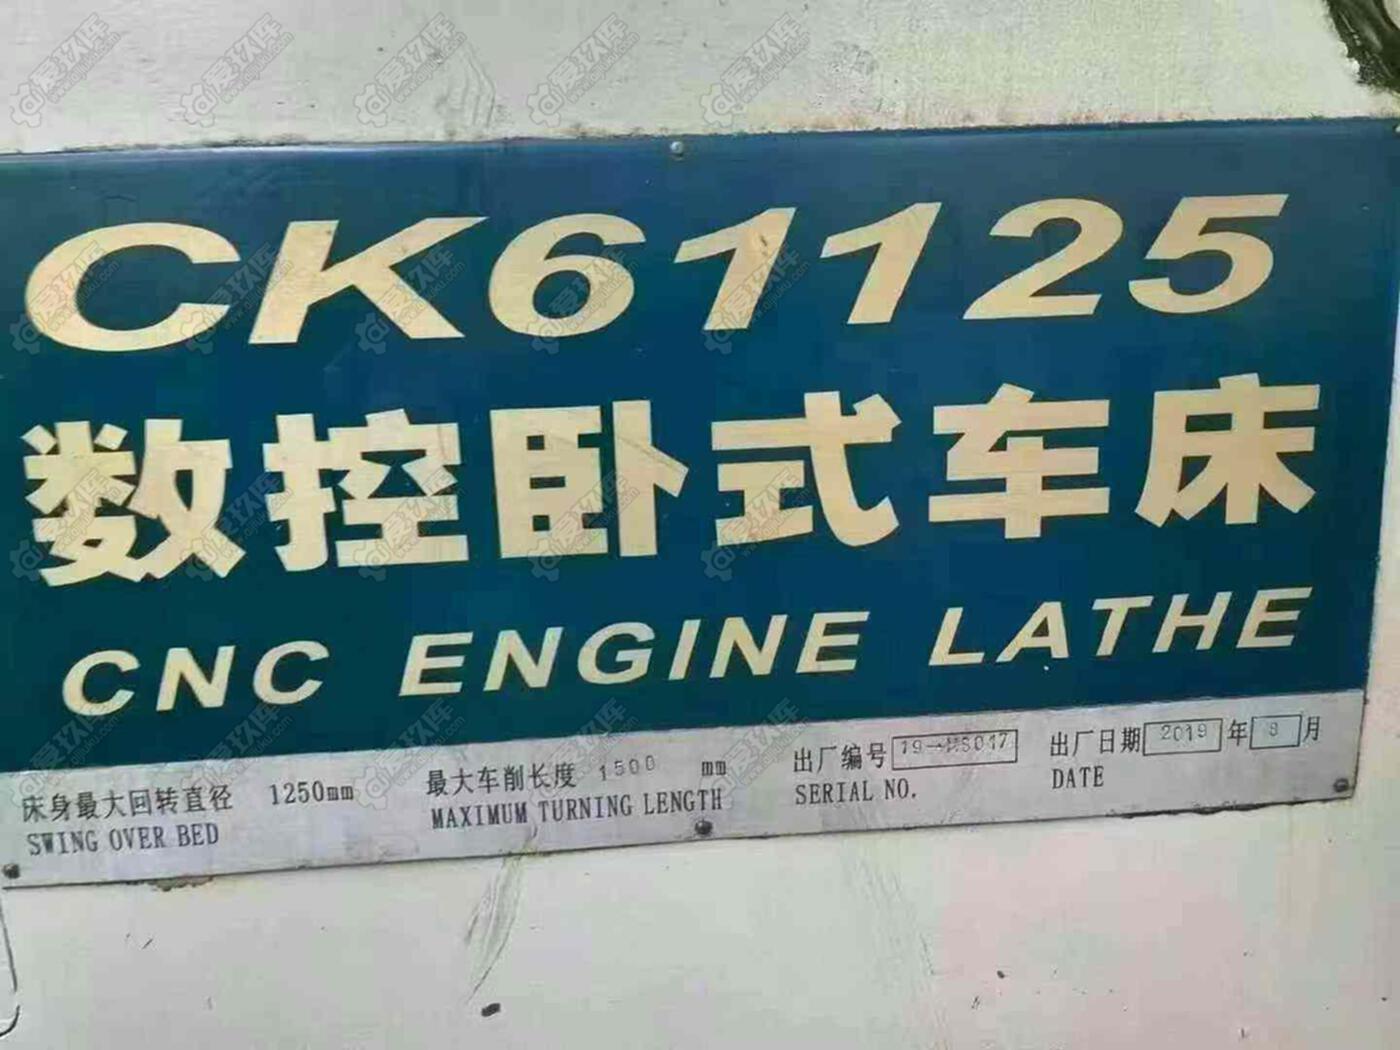 CK61125
数控卧式车床
CNC ENGINE LATHE
床身最大回转直径 1250mm 最大车削长度 1500 mm 出厂编号 出厂日期 2019 年 9 月
SWING OVER BED MAXIMUM TURNING LENGTH SERIAL NO. DATE